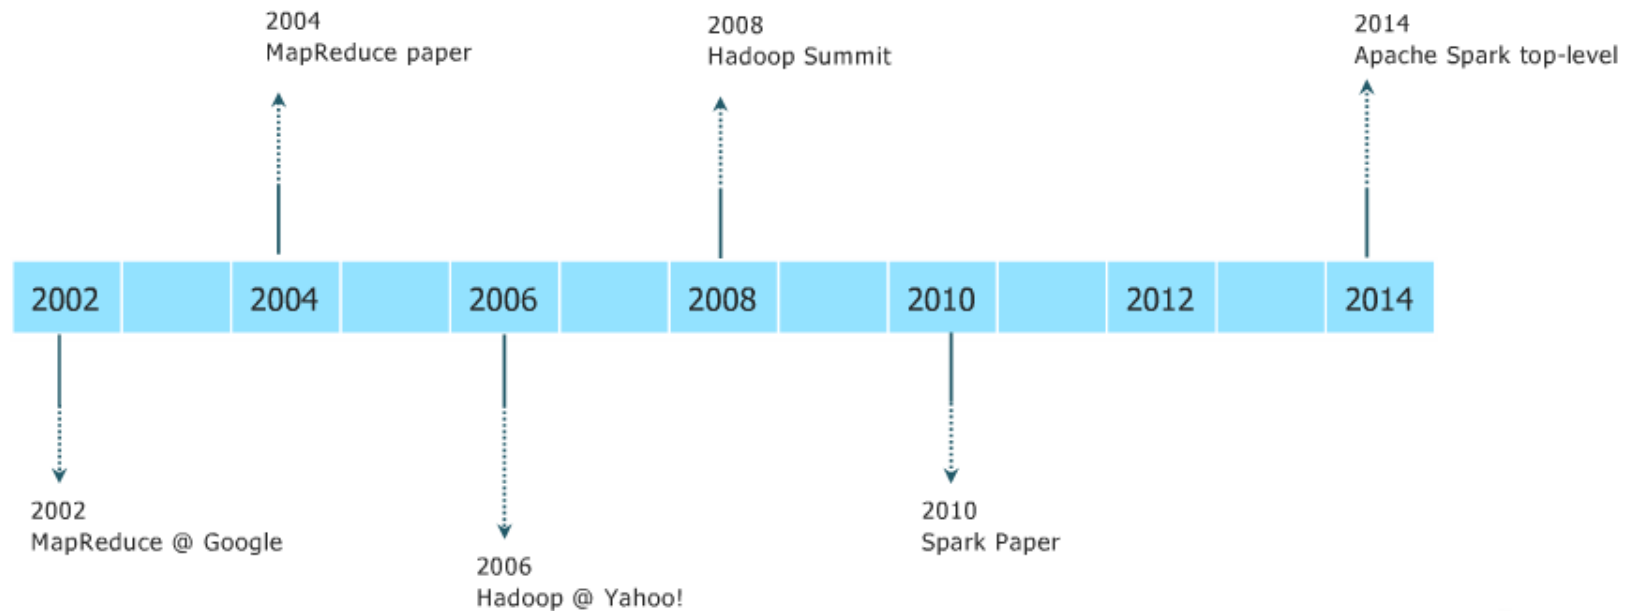 2004
MapReduce paper
2008
Hadoop Summit
2014
Apache Spark top-level
2002
2004
2006
2008
2010
2012
2014
2002
MapReduce @ Google
2006
Hadoop @ Yahoo!
2010
Spark Paper